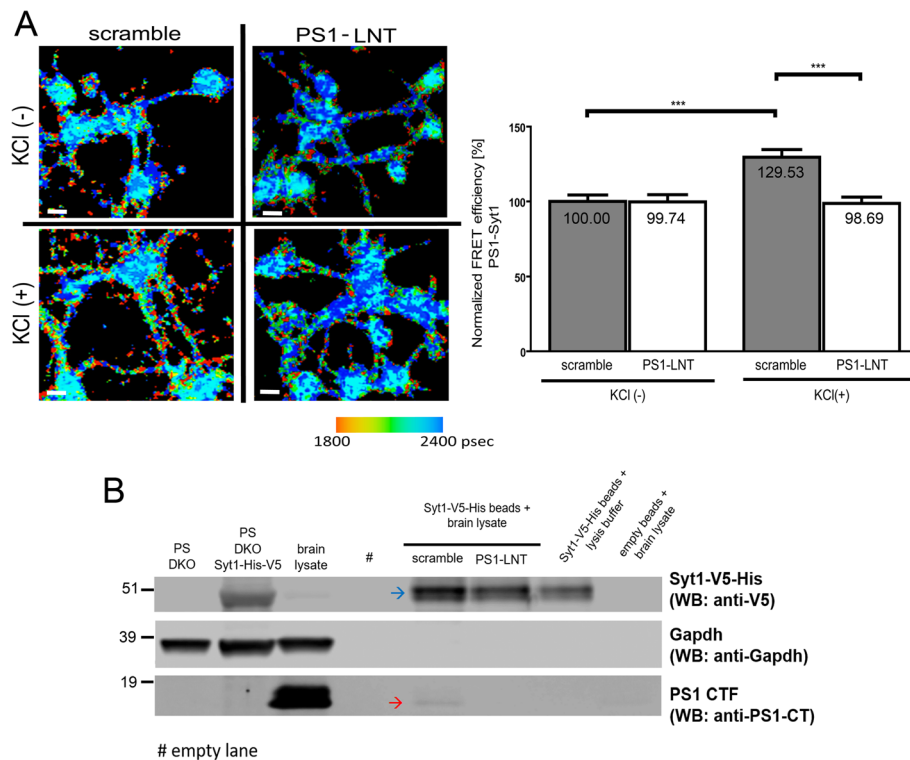 A
scramble
PS1-LNT
KCl (-)
KCl (+)
1800
2400 psec
Normalized FRET efficiency [%]
PS1-Syt1
150
100
50
0
***
***
100.00
99.74
129.53
98.69
scramble
PS1-LNT
scramble
PS1-LNT
KCl (-)
KCl(+)
B
PS
DKO
PS
DKO
Syt1-His-V5
brain
lysate
#
Syt1-V5-His beads +
brain lysate
scramble
PS1-LNT
Syt1-V5-His beads +
lysis buffer
empty beads +
brain lysate
51
39
19
Syt1-V5-His
(WB: anti-V5)
Gapdh
(WB: anti-Gapdh)
PS1 CTF
(WB: anti-PS1-CT)
# empty lane